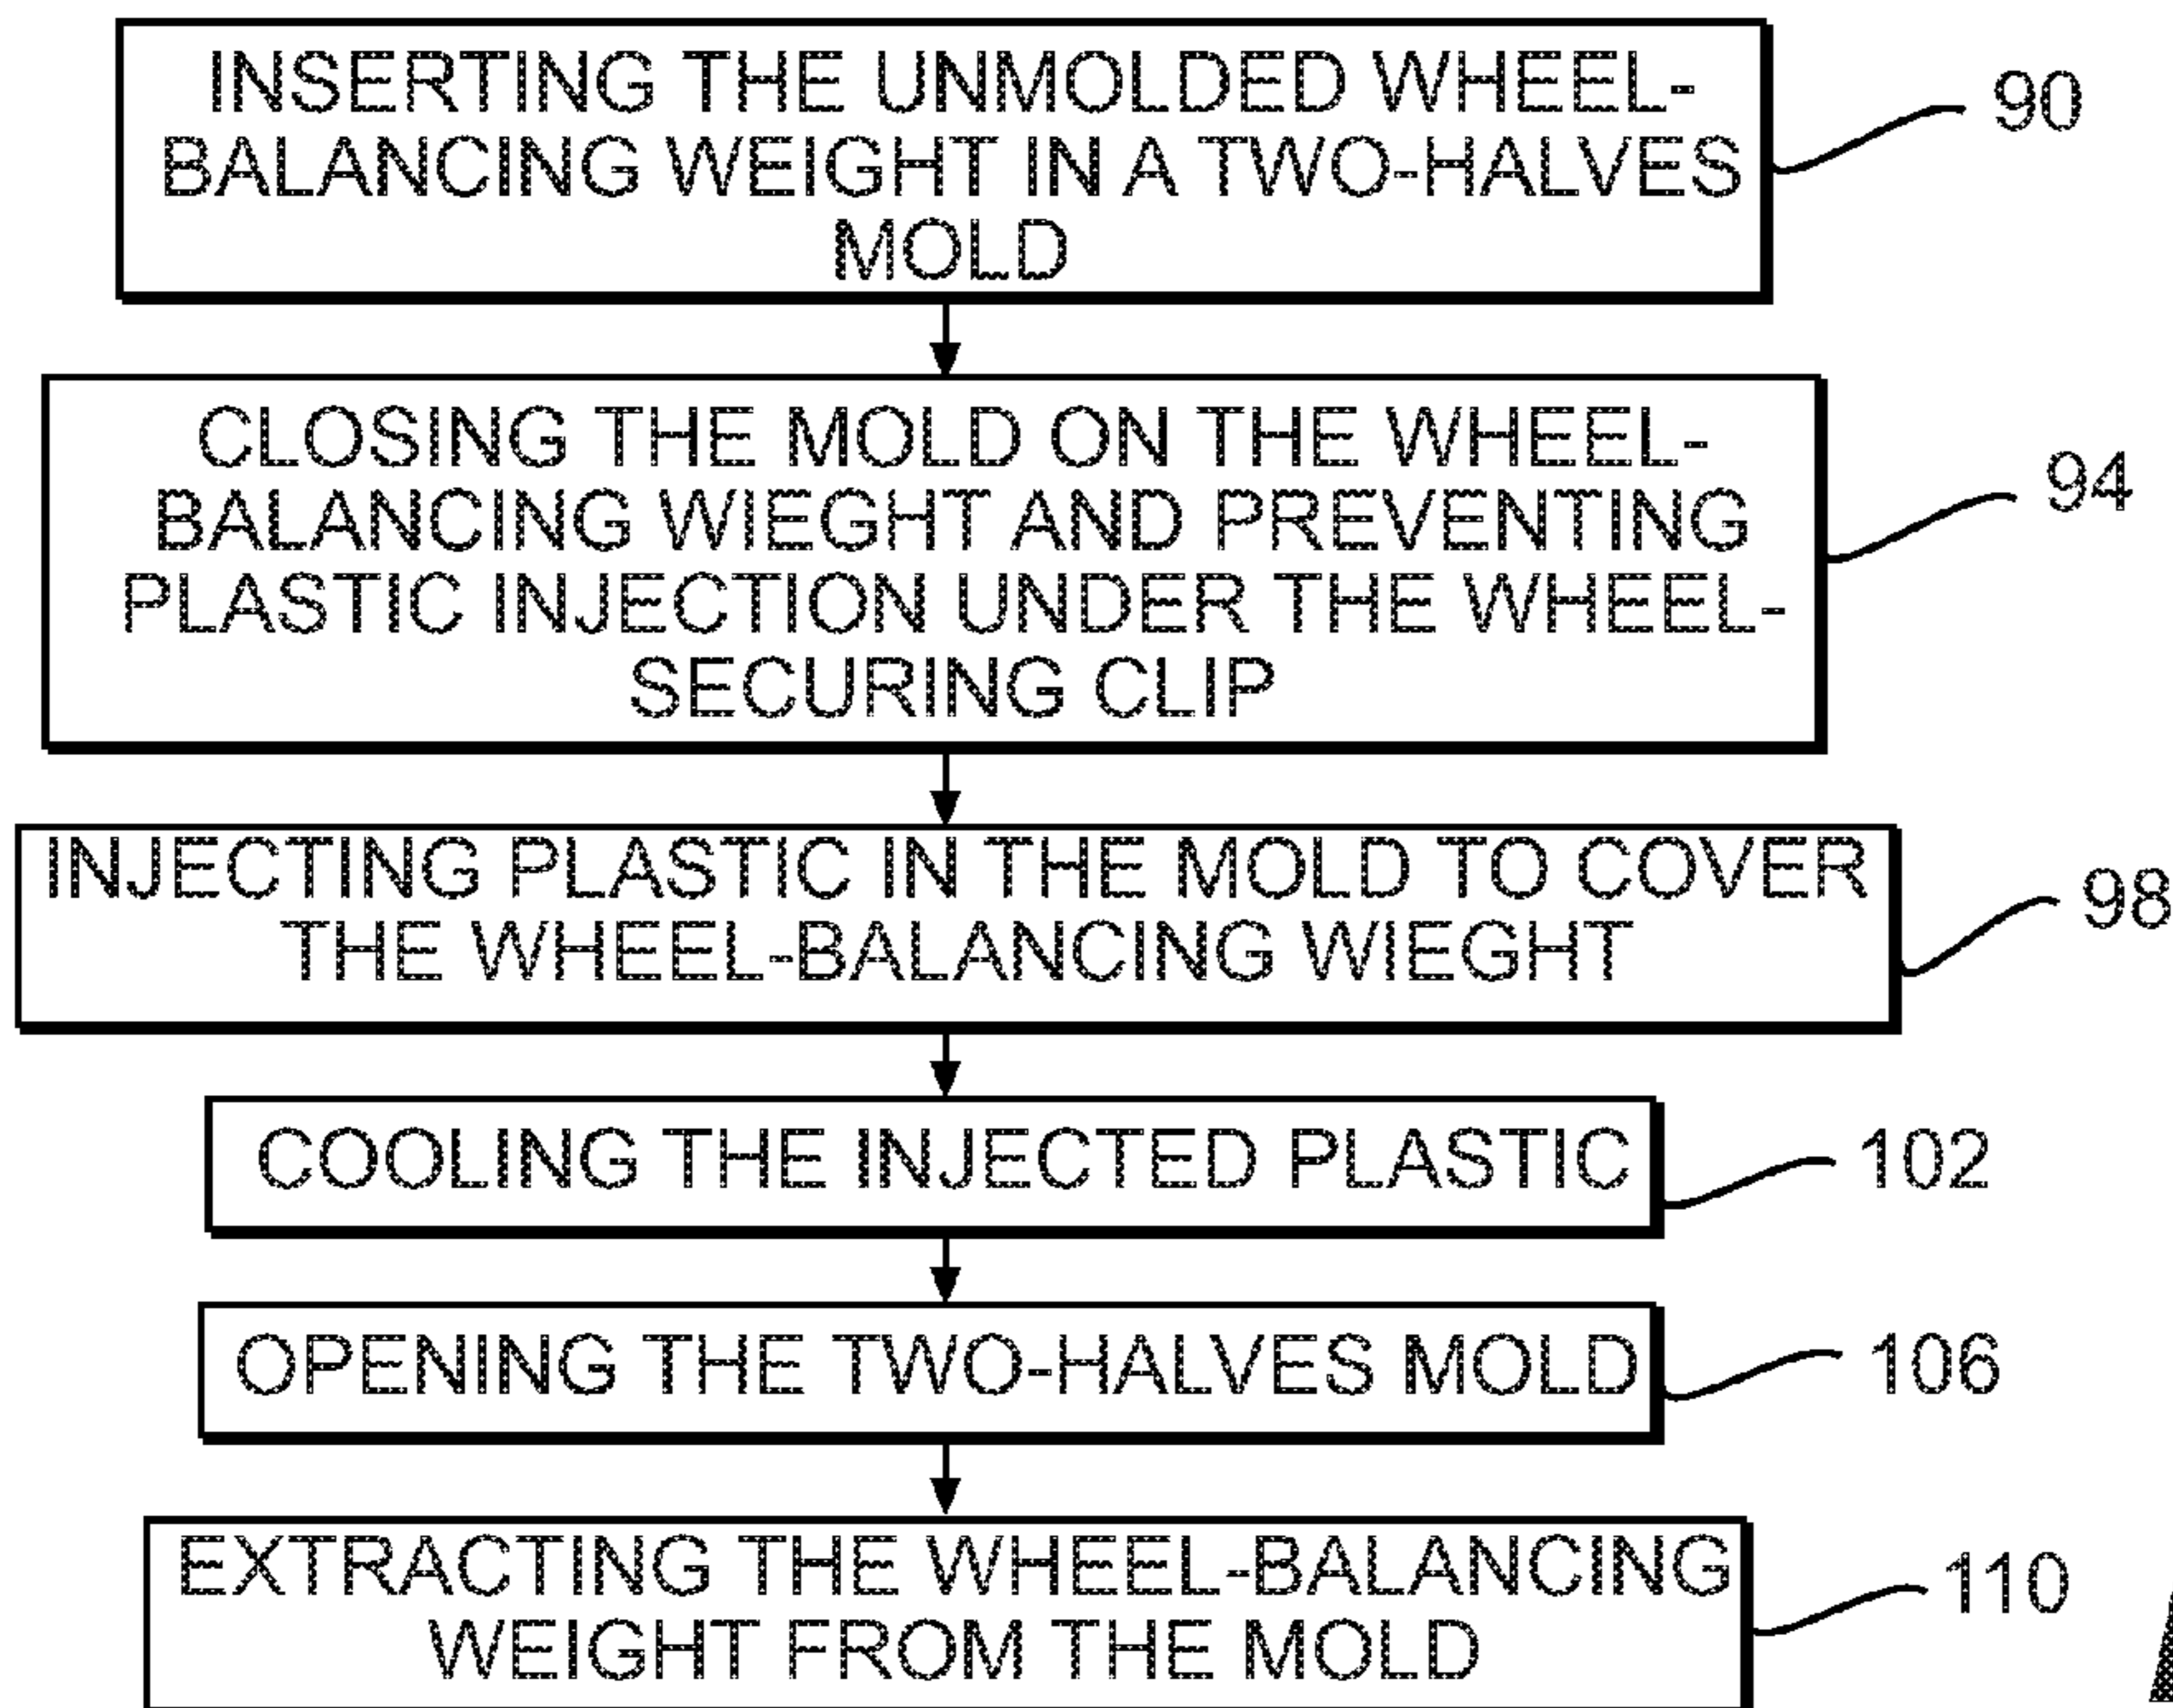 INSERTING THE UNMOLDED WHEEL-
BALANCING WEIGHT IN A TWO-HALVES
MOLD
90
CLOSING THE MOLD ON THE WHEEL-
BALANCING WIEGHT AND PREVENTING
PLASTIC INJECTION UNDER THE WHEEL-
SECURING CLIP
94
INJECTING PLASTIC IN THE MOLD TO COVER
THE WHEEL-BALANCING WIEGHT
98
COOLING THE INJECTED PLASTIC
102
OPENING THE TWO-HALVES MOLD
106
EXTRACTING THE WHEEL-BALANCING
WEIGHT FROM THE MOLD
110